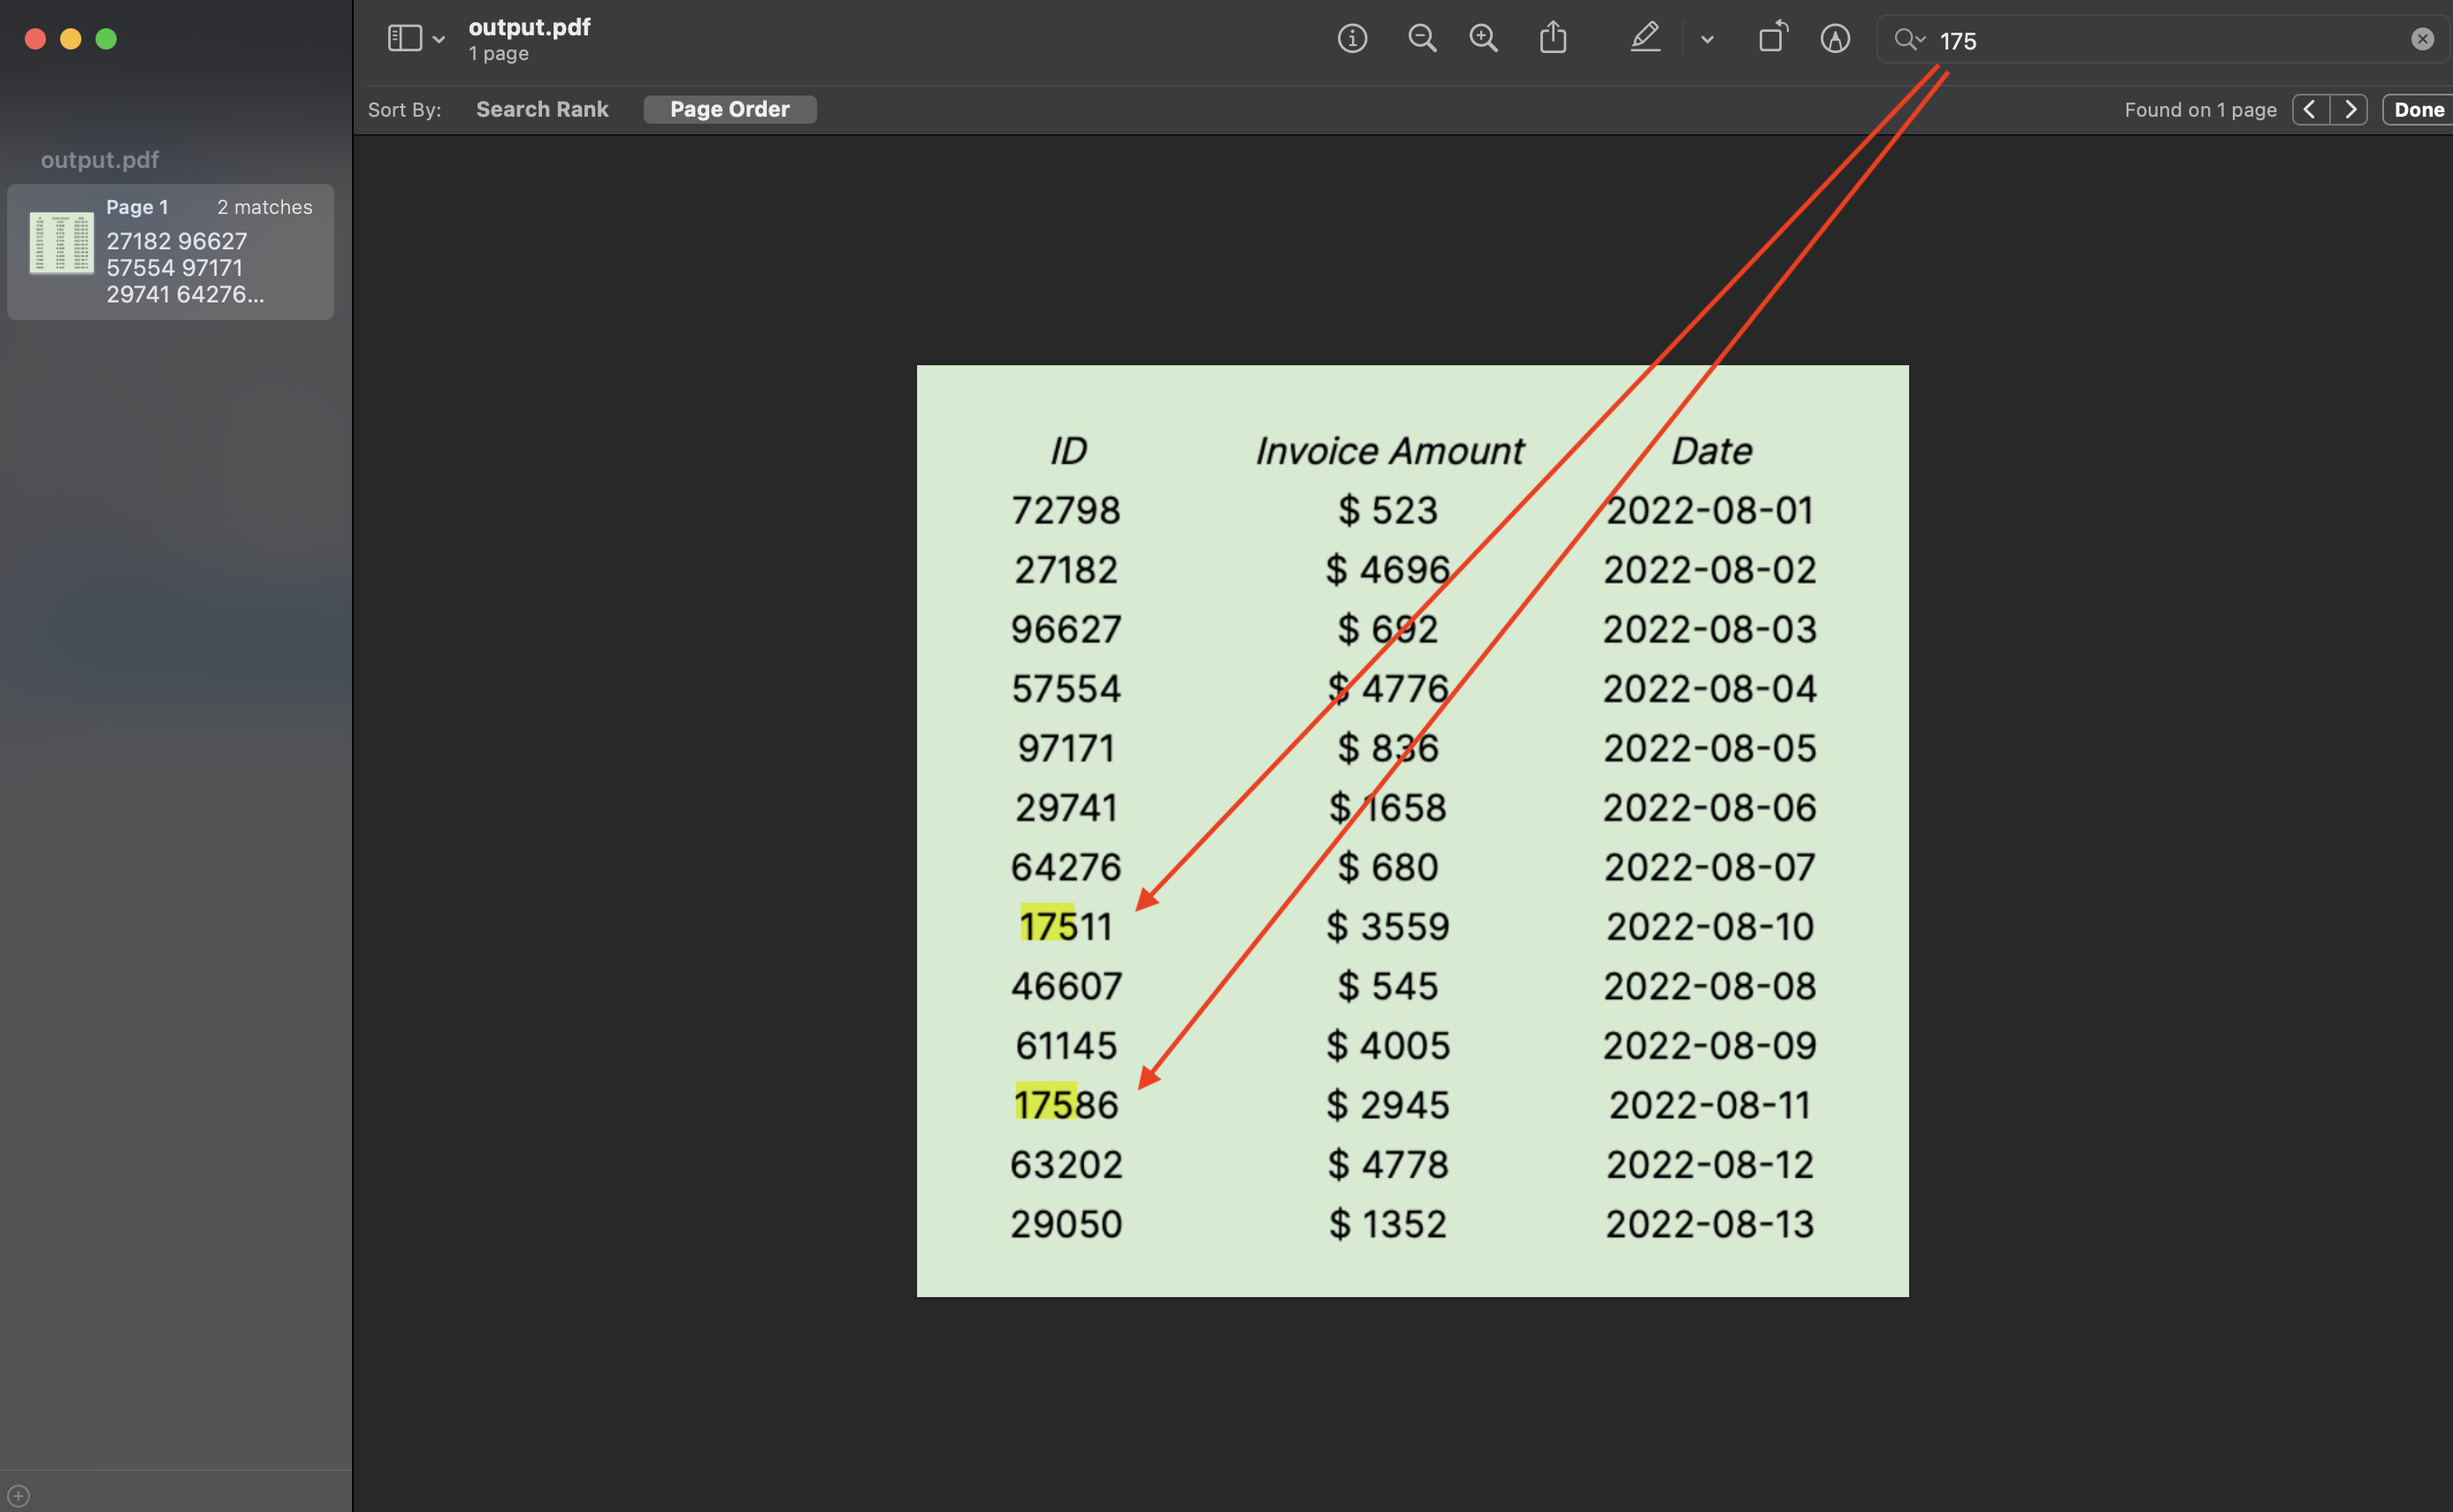 output.pdf
1 page
175
Sort By: Search Rank Page Order
Found on 1 page Done
output.pdf
Page 1 2 matches
27182 96627
57554 97171
29741 64276...
ID Invoice Amount Date
72798 $ 523 2022-08-01
27182 $ 4696 2022-08-02
96627 $ 692 2022-08-03
57554 $ 4776 2022-08-04
97171 $ 836 2022-08-05
29741 $ 1658 2022-08-06
64276 $ 680 2022-08-07
17511 $ 3559 2022-08-10
46607 $ 545 2022-08-08
61145 $ 4005 2022-08-09
17586 $ 2945 2022-08-11
63202 $ 4778 2022-08-12
29050 $ 1352 2022-08-13